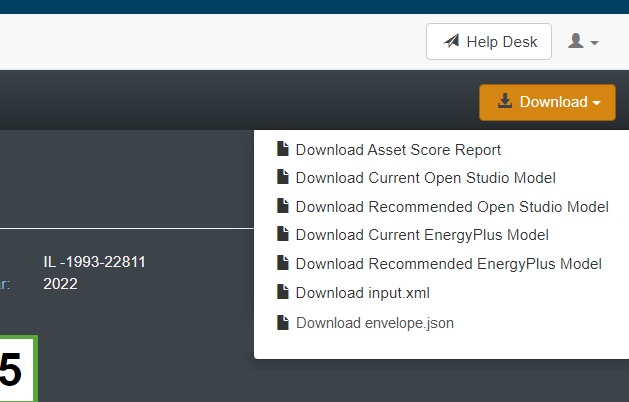 Help Desk
Download
Download Asset Score Report
Download Current Open Studio Model
Download Recommended Open Studio Model
Download Current EnergyPlus Model
IL -1993-22811
Download Recommended EnergyPlus Model
ar: 2022
Download input.xml
Download envelope.json
5